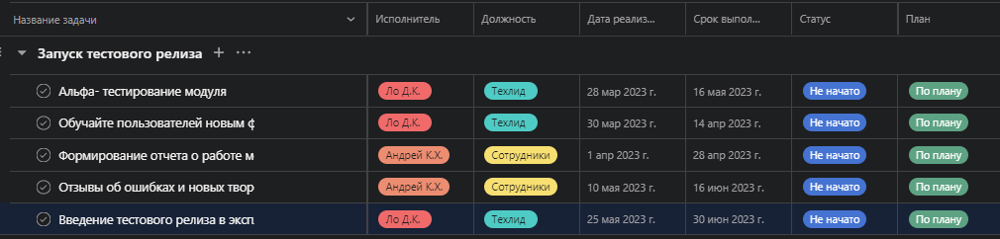 Название задачи Исполнитель Должность Дата реализ... Срок выпол... Статус План
Запуск тестового релиза + ...
Альфа- тестирование модуля Ло Д.К. Техлид 28 мар 2023 г. 16 мая 2023 г. Не начато По плану
Обучайте пользователей новым ф Ло Д.К. Техлид 30 мар 2023 г. 14 апр 2023 г. Не начато По плану
Формирование отчета о работе м Андрей К.Х. Сотрудники 1 апр 2023 г. 28 апр 2023 г. Не начато По плану
Отзывы об ошибках и новых твор Андрей К.Х. Сотрудники 10 мая 2023 г. 16 июн 2023 г. Не начато По плану
Введение тестового релиза в эксп Ло Д.К. Техлид 25 мая 2023 г. 30 июн 2023 г. Не начато По плану